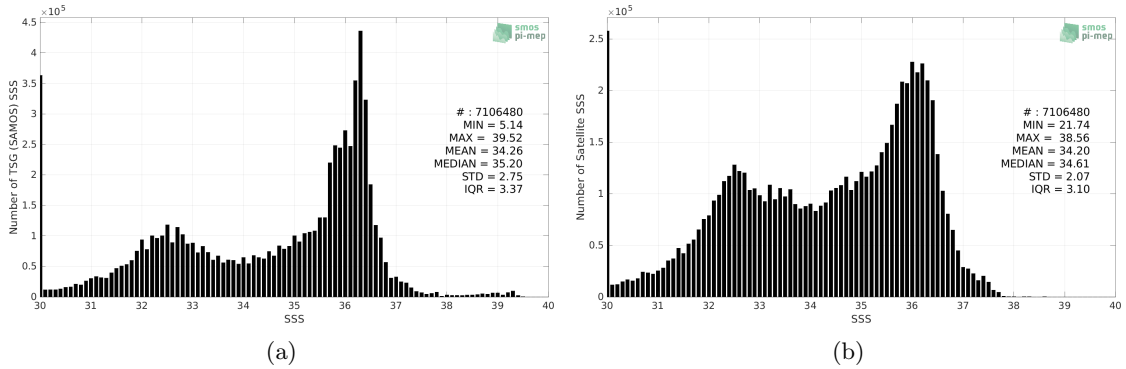 ×10⁵
4.5
4
3.5
3
2.5
2
1.5
1
0.5
0
30 31 32 33 34 35 36 37 38 39 40
SSS
Number of TSG (SAMOS) SSS
smos
pi-mep
# : 7106480
MIN = 5.14
MAX = 39.52
MEAN = 34.26
MEDIAN = 35.20
STD = 2.75
IQR = 3.37
(a)
×10⁵
2.5
2
1.5
1
0.5
0
30 31 32 33 34 35 36 37 38 39 40
SSS
Number of Satellite SSS
smos
pi-mep
# : 7106480
MIN = 21.74
MAX = 38.56
MEAN = 34.20
MEDIAN = 34.61
STD = 2.07
IQR = 3.10
(b)